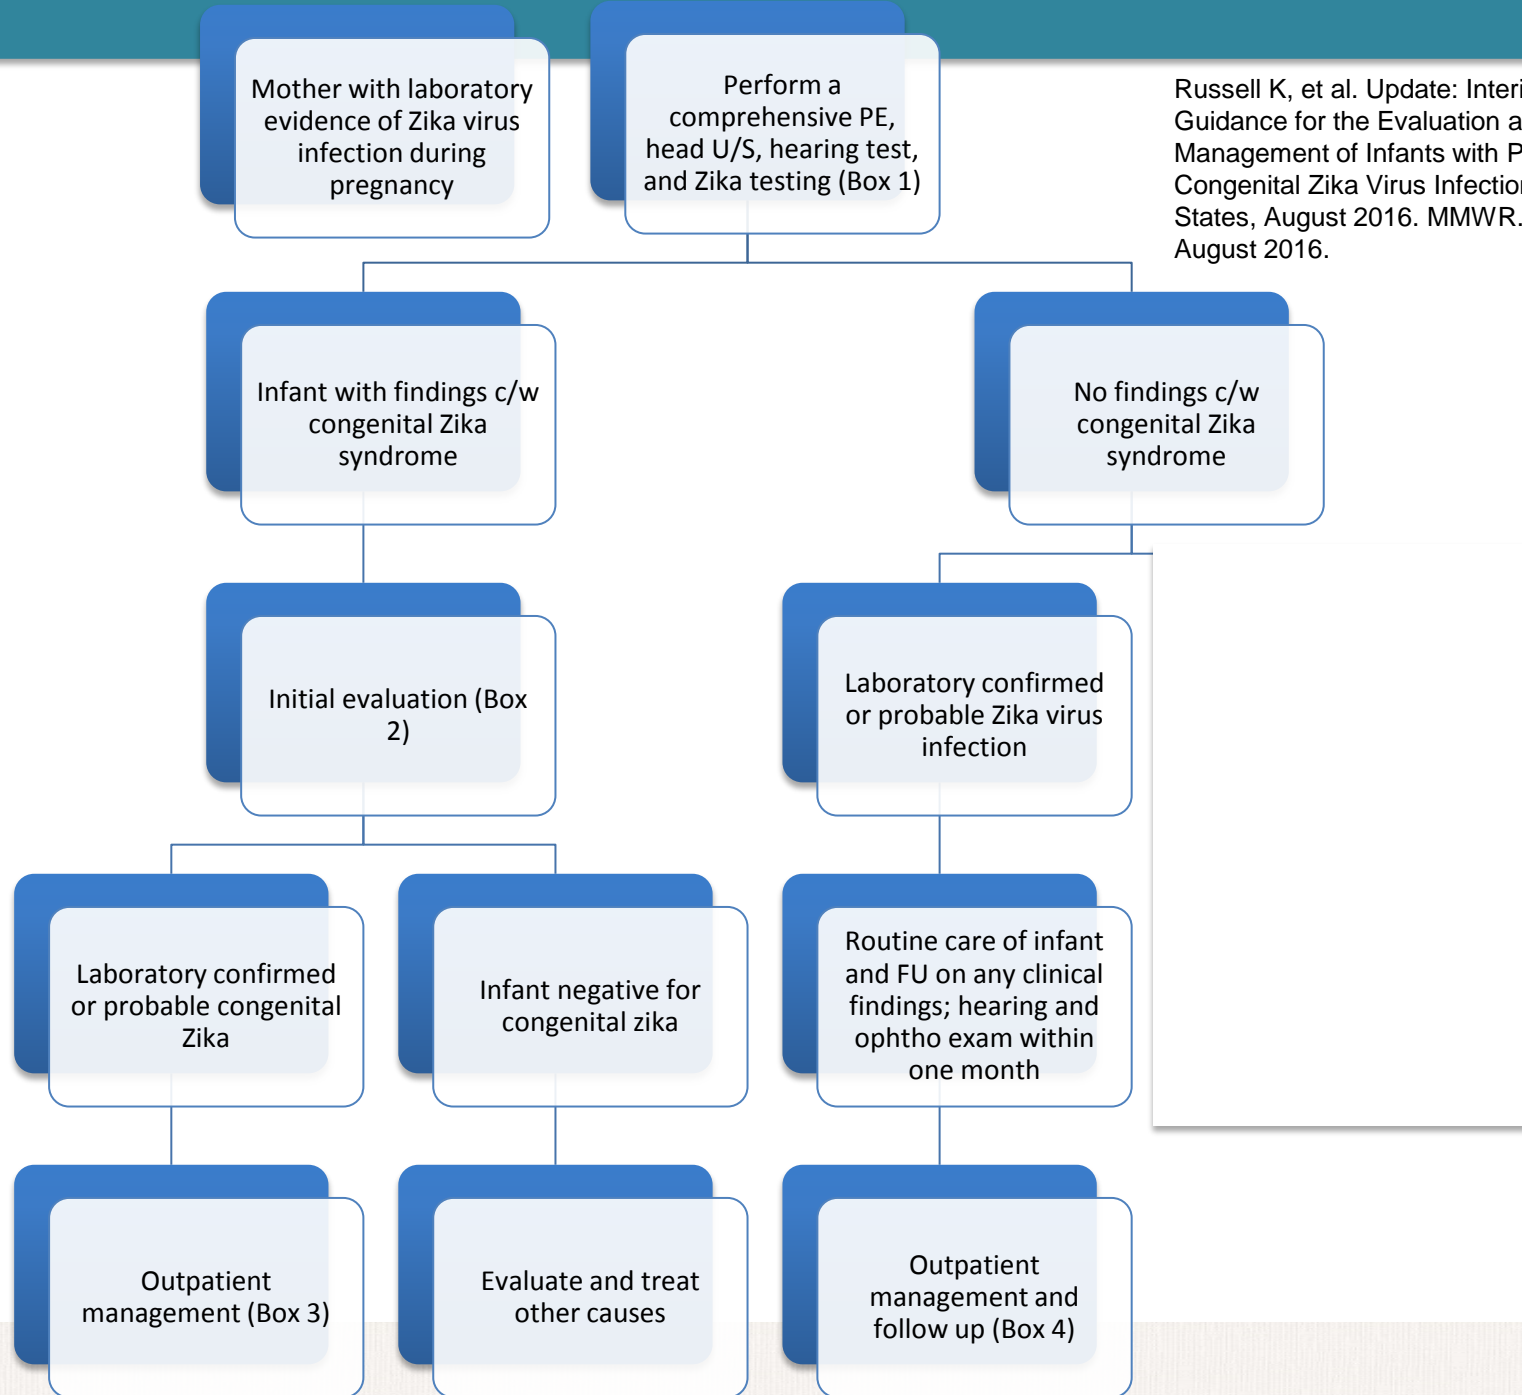 Mother with laboratory
evidence of Zika virus
infection during
pregnancy
Perform a
comprehensive PE,
head U/S, hearing test,
and Zika testing (Box 1)
Russell K, et al. Update: Interi
Guidance for the Evaluation a
Management of Infants with P
Congenital Zika Virus Infection
States, August 2016. MMWR.
August 2016.
Infant with findings c/w
congenital Zika
syndrome
No findings c/w
congenital Zika
syndrome
Initial evaluation (Box
2)
Laboratory confirmed
or probable Zika virus
infection
Laboratory confirmed
or probable congenital
Zika
Infant negative for
congenital zika
Routine care of infant
and FU on any clinical
findings; hearing and
ophtho exam within
one month
Outpatient
management (Box 3)
Evaluate and treat
other causes
Outpatient
management and
follow up (Box 4)